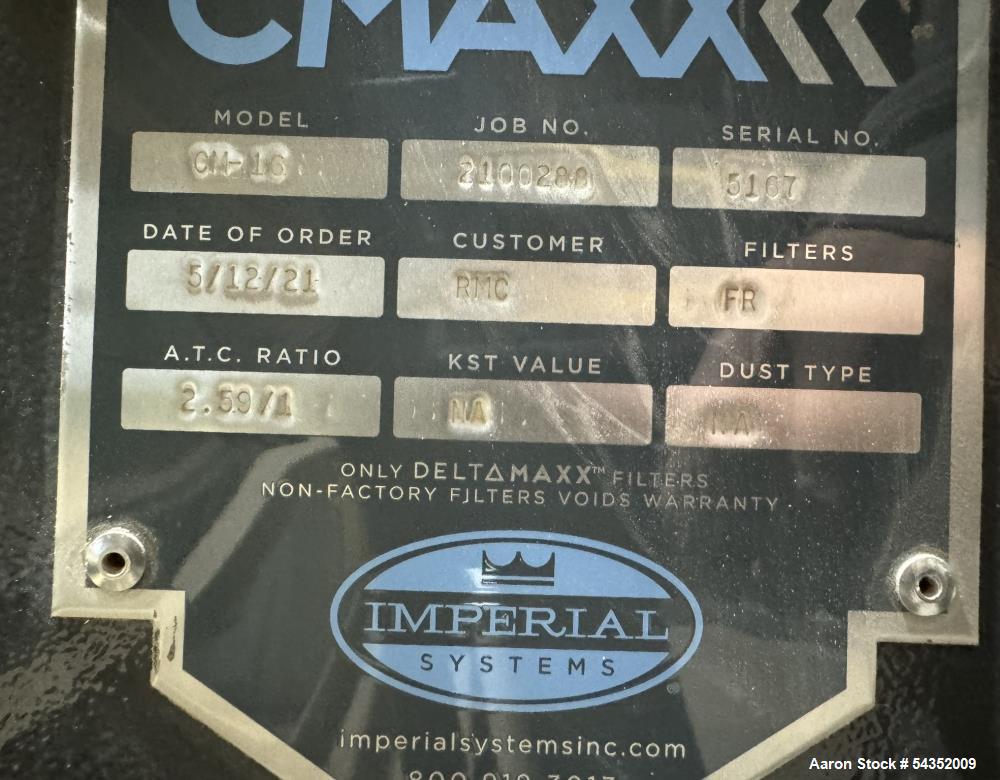 CMAXX
MODEL JOB NO. SERIAL NO.
CM-16 2100280 5167
DATE OF ORDER CUSTOMER FILTERS
5/12/21 RMC FR
A.T.C. RATIO KST VALUE DUST TYPE
2.59/1 NA NA
ONLY DELTAMAXX™ FILTERS
NON-FACTORY FILTERS VOIDS WARRANTY
IMPERIAL
SYSTEMS
®
imperialsystemsinc.com
Aaron Stock # 54352009